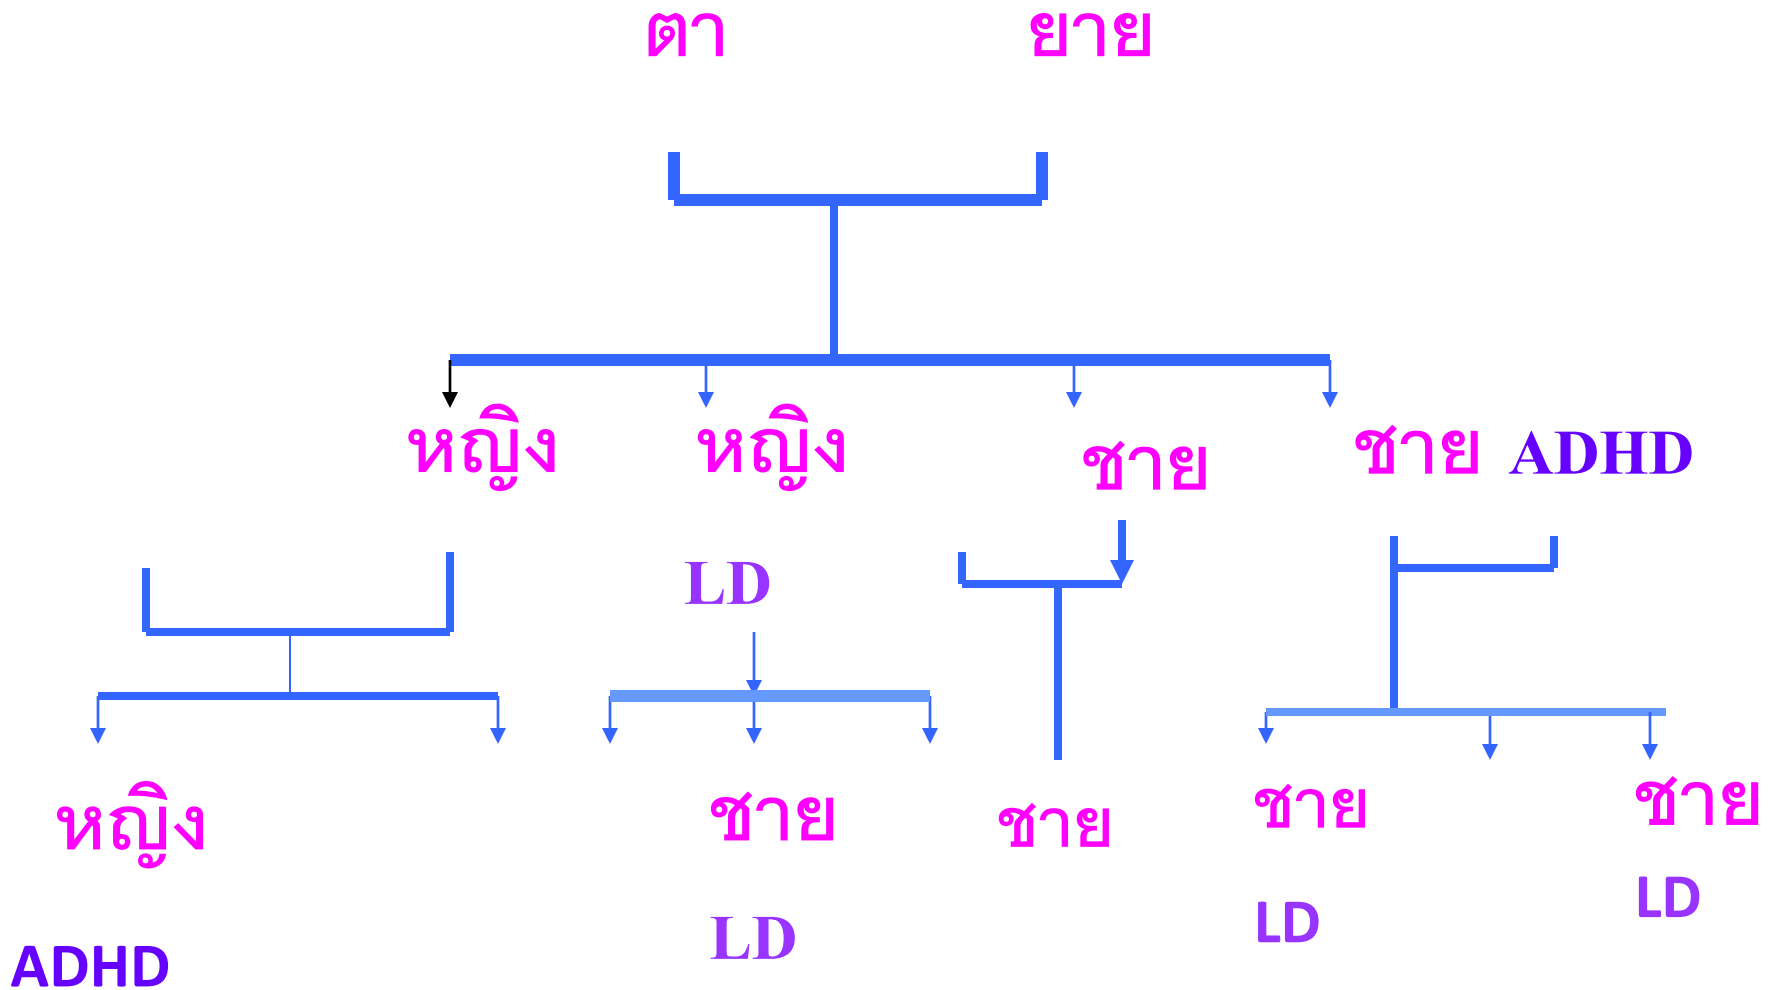 ตา ยาย
หญิง หญิง ชาย ชาย ADHD
LD
หญิง ชาย ชาย ชาย ชาย
LD LD LD
ADHD